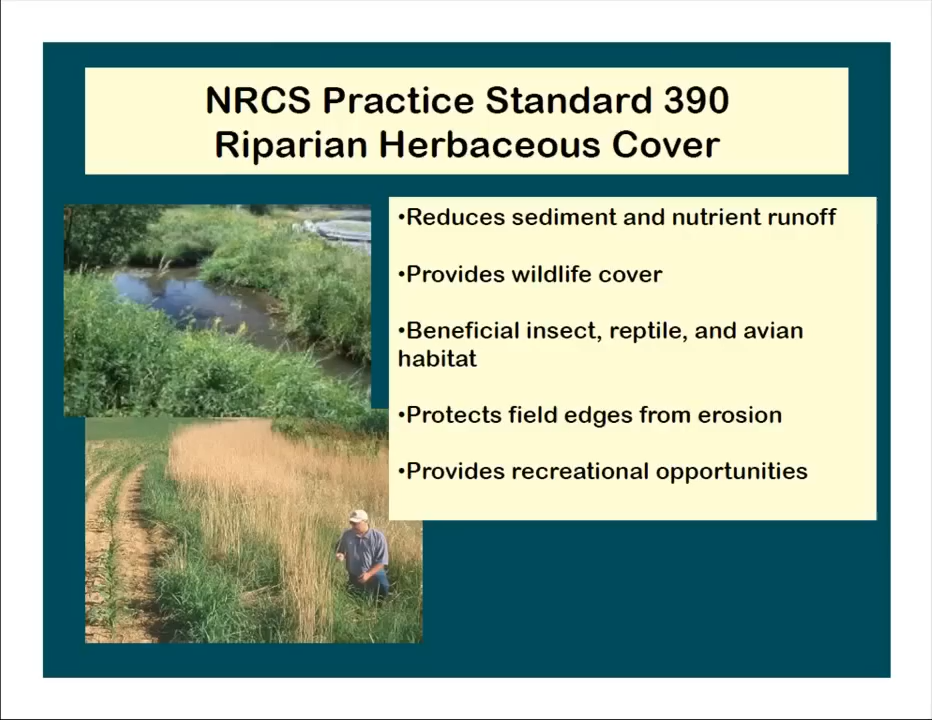 NRCS Practice Standard 390
Riparian Herbaceous Cover
•Reduces sediment and nutrient runoff
•Provides wildlife cover
•Beneficial insect, reptile, and avian
habitat
•Protects field edges from erosion
•Provides recreational opportunities